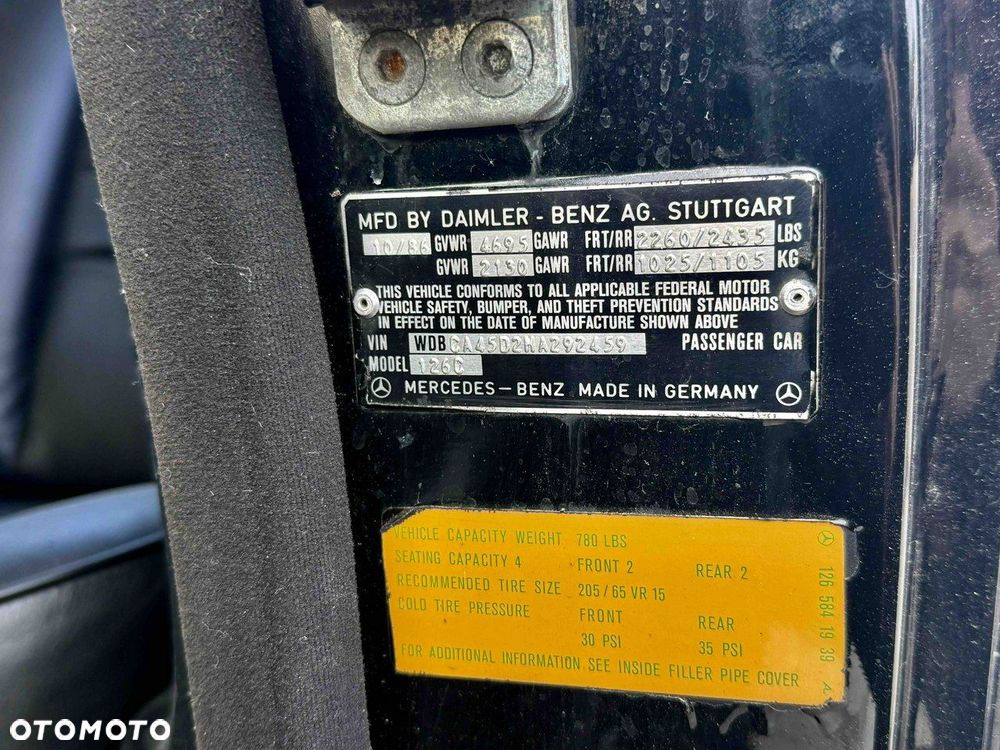 MFD BY DAIMLER - BENZ AG. STUTTGART
10/86 GVWR 4695 GAWR FRT/RR 2260/2435 LBS
GVWR 2130 GAWR FRT/RR 1025/1105 KG
THIS VEHICLE CONFORMS TO ALL APPLICABLE FEDERAL MOTOR
VEHICLE SAFETY, BUMPER, AND THEFT PREVENTION STANDARDS
IN EFFECT ON THE DATE OF MANUFACTURE SHOWN ABOVE
VIN WDBCA45D2HA292459 PASSENGER CAR
MODEL 126C
MERCEDES-BENZ MADE IN GERMANY
VEHICLE CAPACITY WEIGHT 780 LBS
SEATING CAPACITY 4 FRONT 2 REAR 2
RECOMMENDED TIRE SIZE 205/65 VR 15
COLD TIRE PRESSURE FRONT REAR
30 PSI 35 PSI
FOR ADDITIONAL INFORMATION SEE INSIDE FILLER PIPE COVER
126 584 19 39 A
OTOMOTO